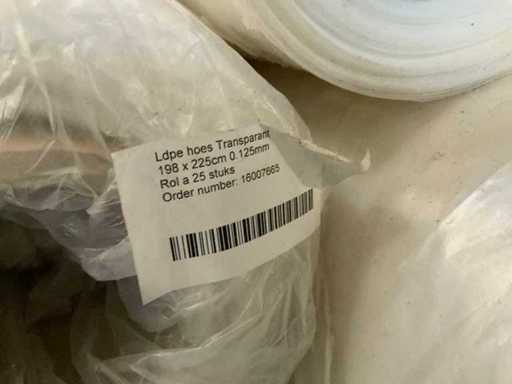 Ldpe hoes Transparant
198 x 225cm 0.125mm
Rol a 25 stuks
Order number: 16007665